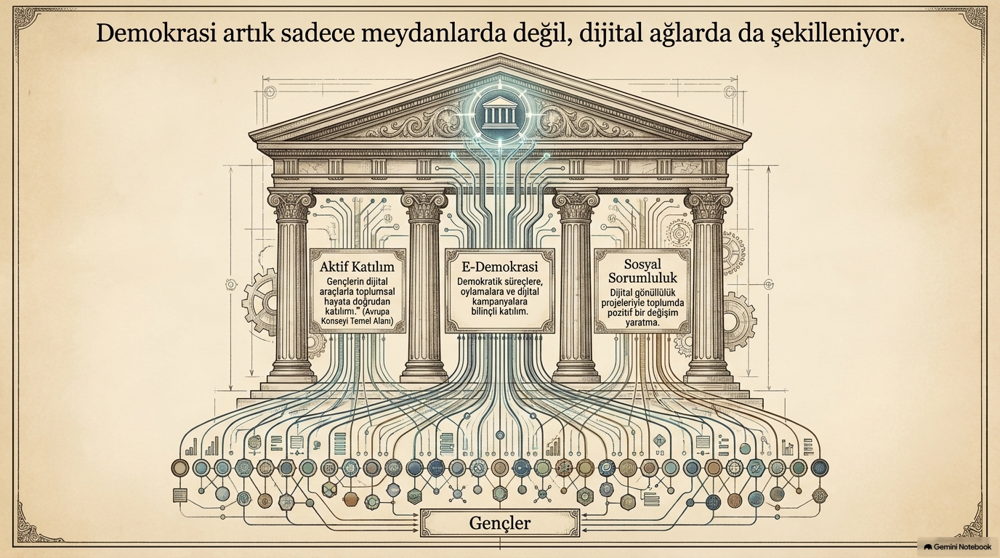 Demokrasi artık sadece meydanlarda değil, dijital ağlarda da şekilleniyor.
Aktif Katılım
Gençlerin dijital
araçlarla toplumsal
hayata doğrudan
katılımı.” (Avrupa
Konseyi Temel Alanı)
E-Demokrasi
Demokratik süreçlere,
oylamalara ve dijital
kampanyalara
bilinçli katılım.
Sosyal
Sorumluluk
Dijital gönüllülük
projeleriyle toplumda
pozitif bir değişim
yaratma.
Gençler
Gemini Notebook